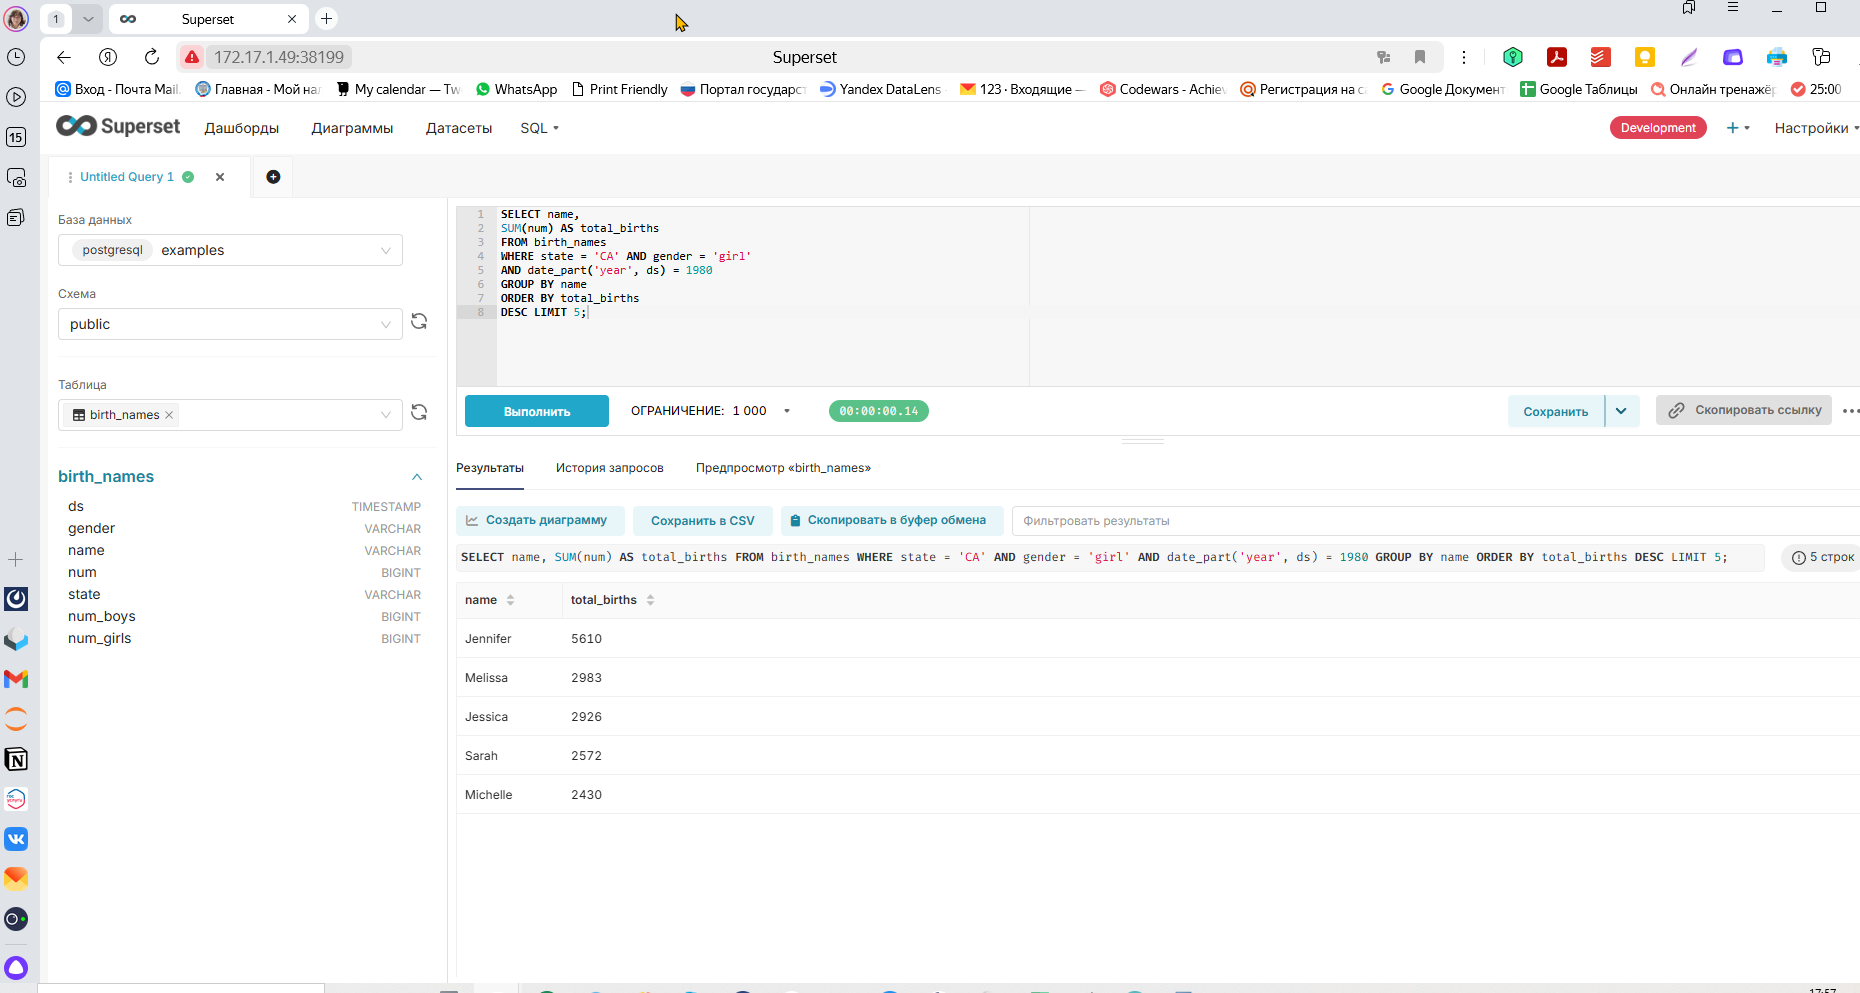 1
Superset
172.17.1.49:38199
Superset
Вход - Почта Mail.
Главная - Мой нал
My calendar — Tw
WhatsApp
Print Friendly
Портал государст
Yandex DataLens
123 · Входящие —
Codewars - Achiev
Регистрация на са
Google Документ
Google Таблицы
Онлайн тренажёр
25:00
15
Superset
Дашборды
Диаграммы
Датасеты
SQL
Development
Настройки
Untitled Query 1
База данных
postgresql examples
Схема
public
Таблица
birth_names
birth_names
ds TIMESTAMP
gender VARCHAR
name VARCHAR
num BIGINT
state VARCHAR
num_boys BIGINT
num_girls BIGINT
1 SELECT name,
2 SUM(num) AS total_births
3 FROM birth_names
4 WHERE state = 'CA' AND gender = 'girl'
5 AND date_part('year', ds) = 1980
6 GROUP BY name
7 ORDER BY total_births
8 DESC LIMIT 5;
Выполнить
ОГРАНИЧЕНИЕ: 1 000
00:00:00.14
Сохранить
Скопировать ссылку
Результаты
История запросов
Предпросмотр «birth_names»
Создать диаграмму
Сохранить в CSV
Скопировать в буфер обмена
Фильтровать результаты
SELECT name, SUM(num) AS total_births FROM birth_names WHERE state = 'CA' AND gender = 'girl' AND date_part('year', ds) = 1980 GROUP BY name ORDER BY total_births DESC LIMIT 5;
5 строк
name total_births
Jennifer 5610
Melissa 2983
Jessica 2926
Sarah 2572
Michelle 2430
17:57